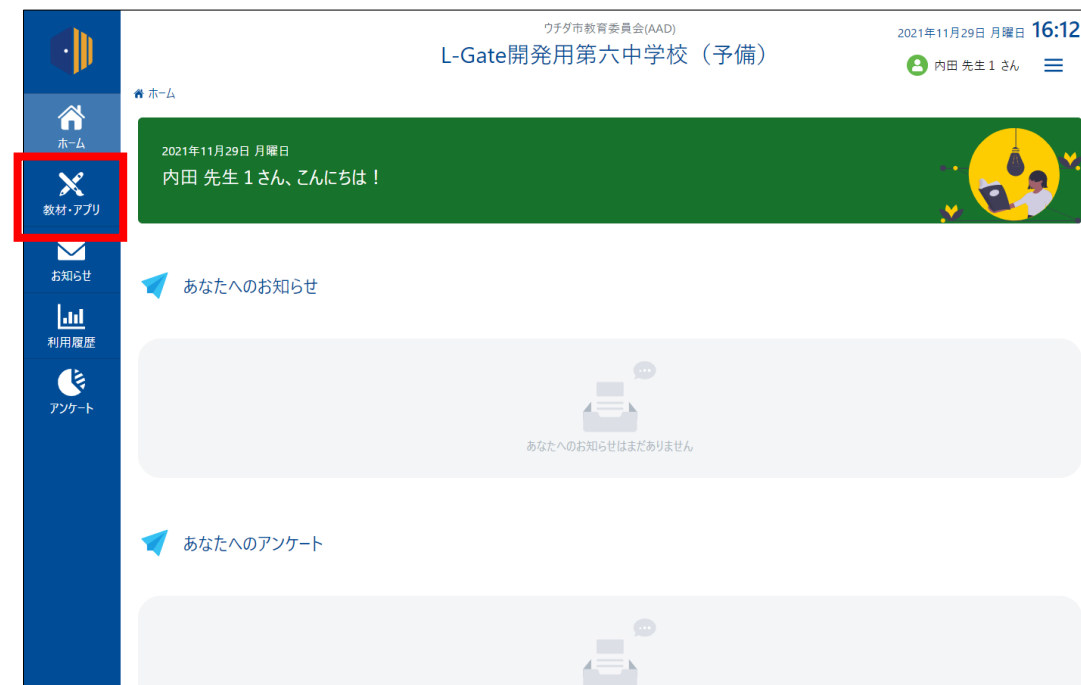 ウチダ市教育委員会(AAD)
L-Gate開発用第六中学校（予備）
2021年11月29日 月曜日 16:12
内田 先生１ さん
ホーム
ホーム
教材・アプリ
お知らせ
利用履歴
アンケート
2021年11月29日 月曜日
内田 先生１さん、こんにちは！
あなたへのお知らせ
あなたへのお知らせはまだありません
あなたへのアンケート